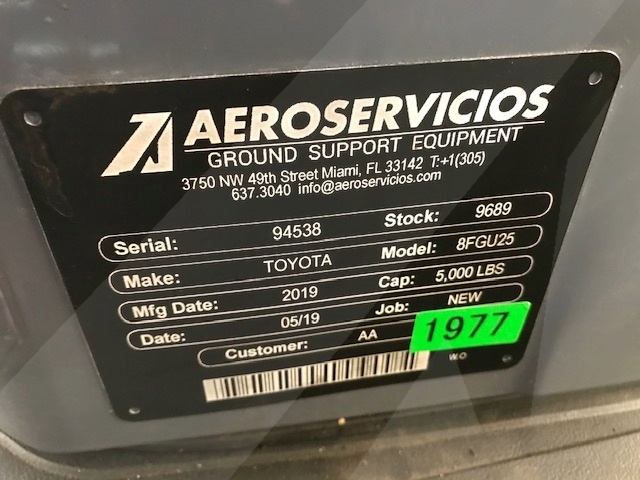 AEROSERVICIOS
GROUND SUPPORT EQUIPMENT
3750 NW 49th Street Miami, FL 33142 T:+1(305)
637.3040 info@aeroservicios.com
Serial: 94538 Stock: 9689
Make: TOYOTA Model: 8FGU25
Mfg Date: 2019 Cap: 5,000 LBS
Date: 05/19 Job: NEW
Customer: AA 1977
W.O